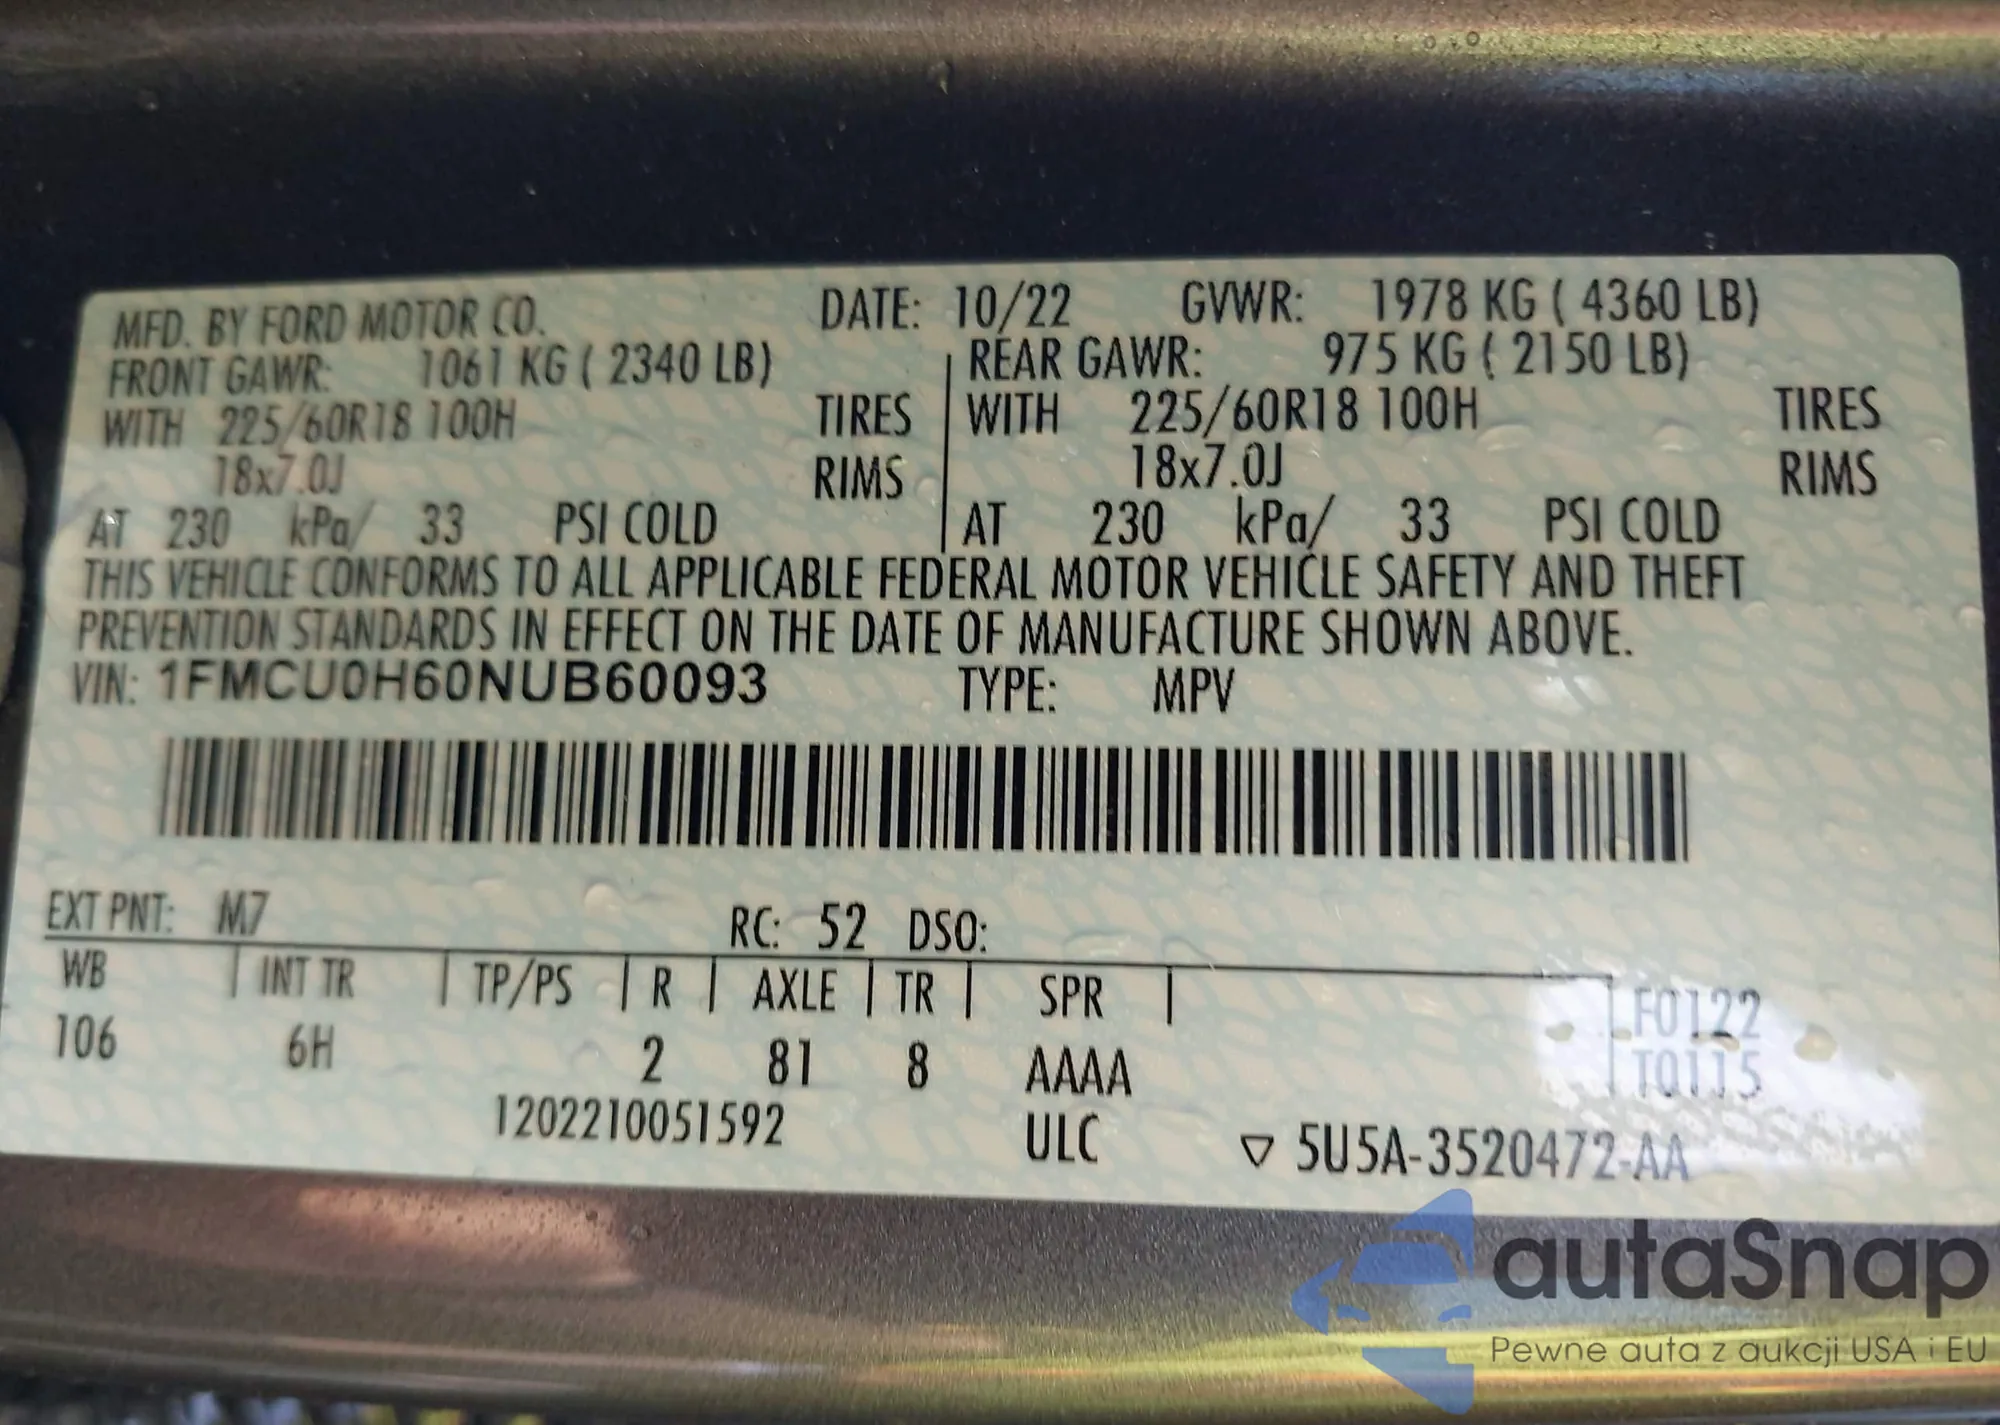 MFD. BY FORD MOTOR CO. DATE: 10/22 GVWR: 1978 KG ( 4360 LB)
FRONT GAWR: 1061 KG ( 2340 LB) REAR GAWR: 975 KG ( 2150 LB)
WITH 225/60R18 100H TIRES WITH 225/60R18 100H TIRES
18x7.0J RIMS 18x7.0J RIMS
AT 230 kPa/ 33 PSI COLD AT 230 kPa/ 33 PSI COLD
THIS VEHICLE CONFORMS TO ALL APPLICABLE FEDERAL MOTOR VEHICLE SAFETY AND THEFT
PREVENTION STANDARDS IN EFFECT ON THE DATE OF MANUFACTURE SHOWN ABOVE.
VIN: 1FMCU0H60NUB60093 TYPE: MPV
EXT PNT: M7 RC: 52 DSO:
WB INT TR TP/PS R AXLE TR SPR F0122
106 6H 2 81 8 AAAA T0115
1202210051592 ULC ▽ 5U5A-3520472-AA
autaSnap
Pewne auta z aukcji USA i EU